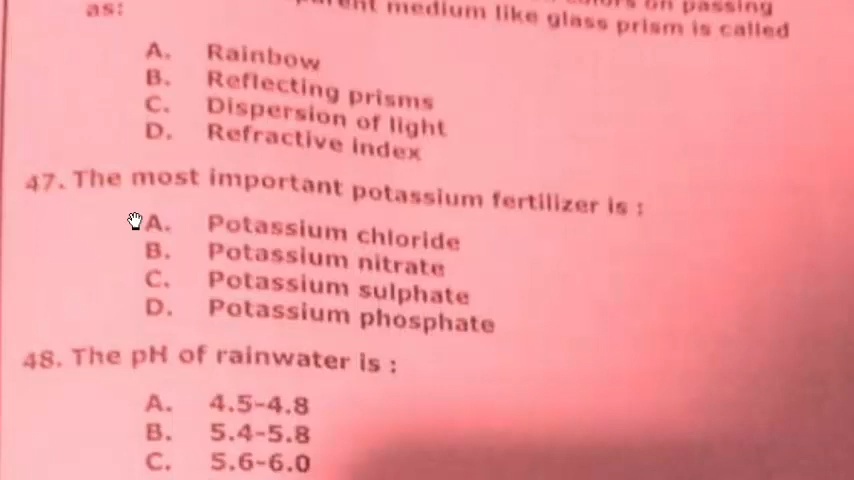 on passing
as: medium like glass prism is called
A. Rainbow
B. Reflecting prisms
C. Dispersion of light
D. Refractive index
47. The most important potassium fertilizer is :
A. Potassium chloride
B. Potassium nitrate
C. Potassium sulphate
D. Potassium phosphate
48. The pH of rainwater is :
A. 4.5-4.8
B. 5.4-5.8
C. 5.6-6.0